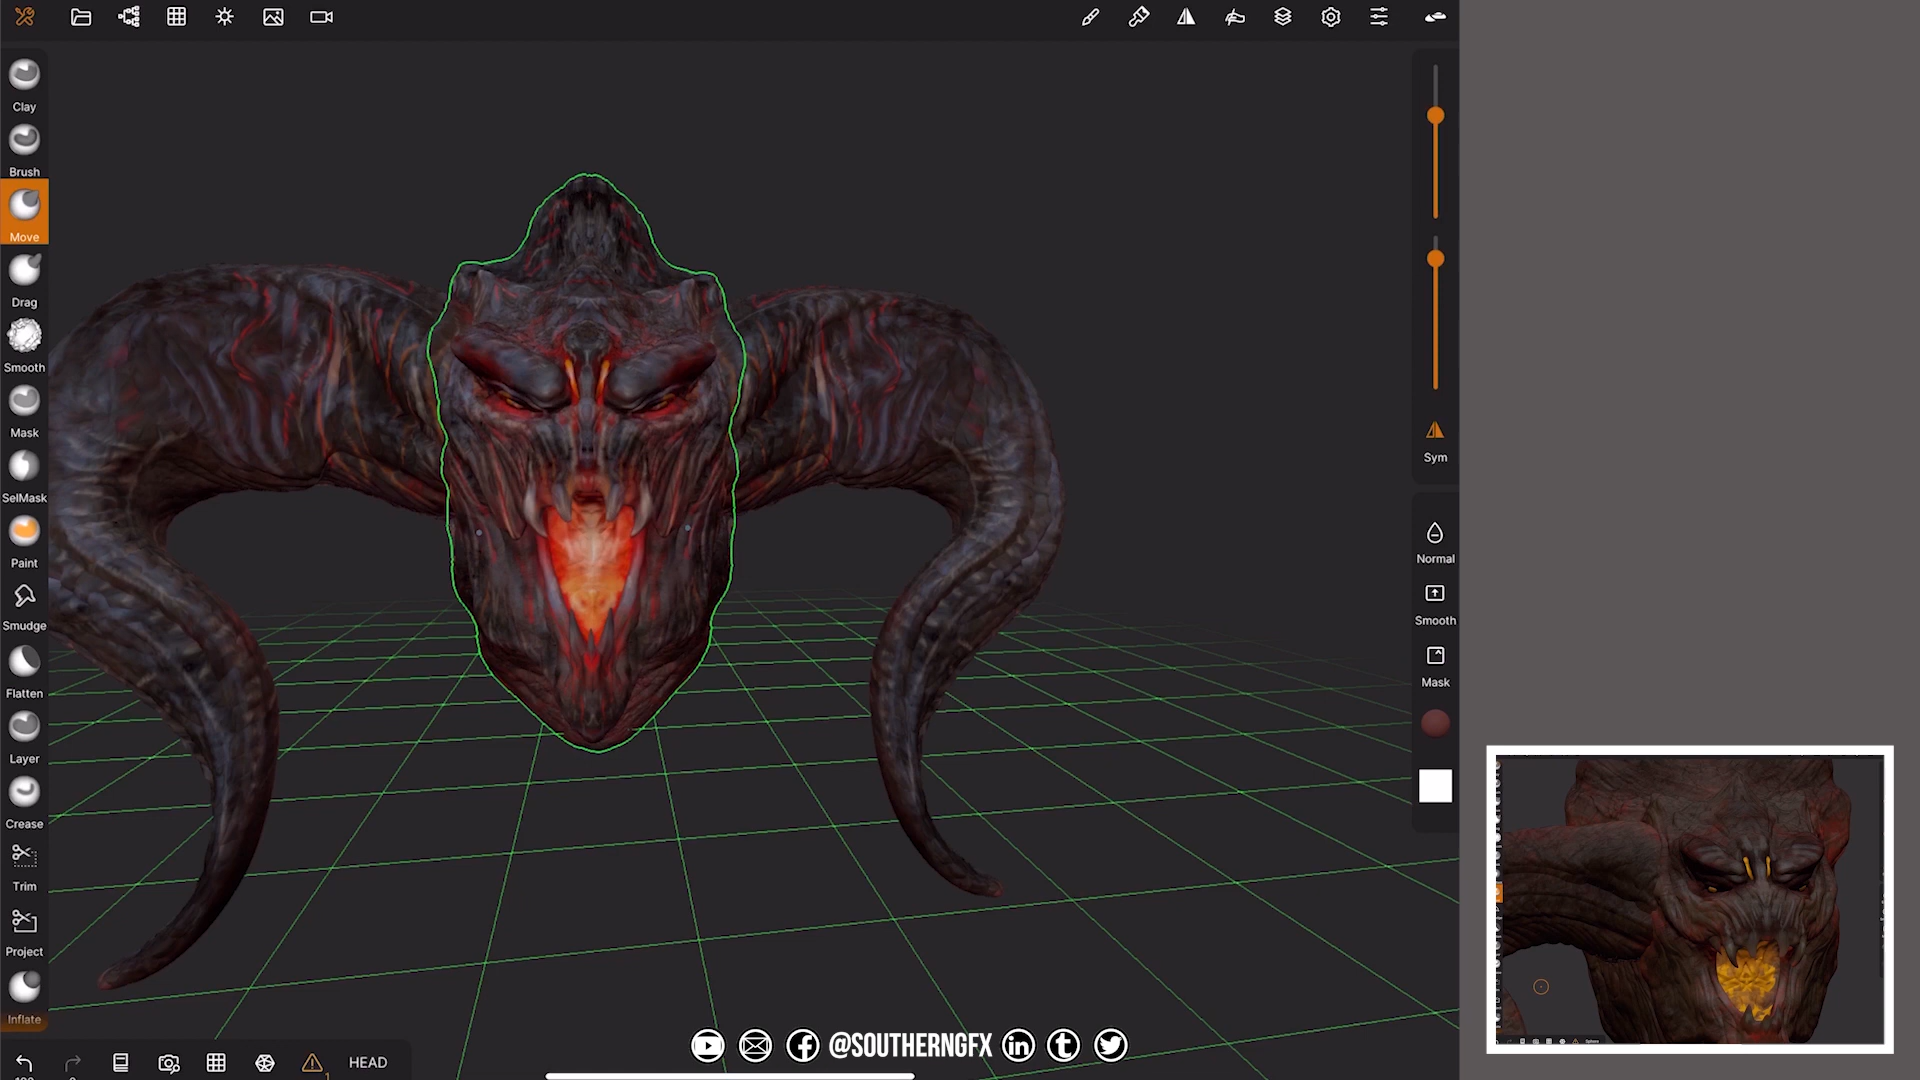 Clay
Brush
Move
Drag
Smooth
Mask
SelMask
Paint
Smudge
Flatten
Layer
Crease
Trim
Project
Inflate
Sym
Normal
Smooth
Mask
HEAD
1
@SOUTHERNGFX